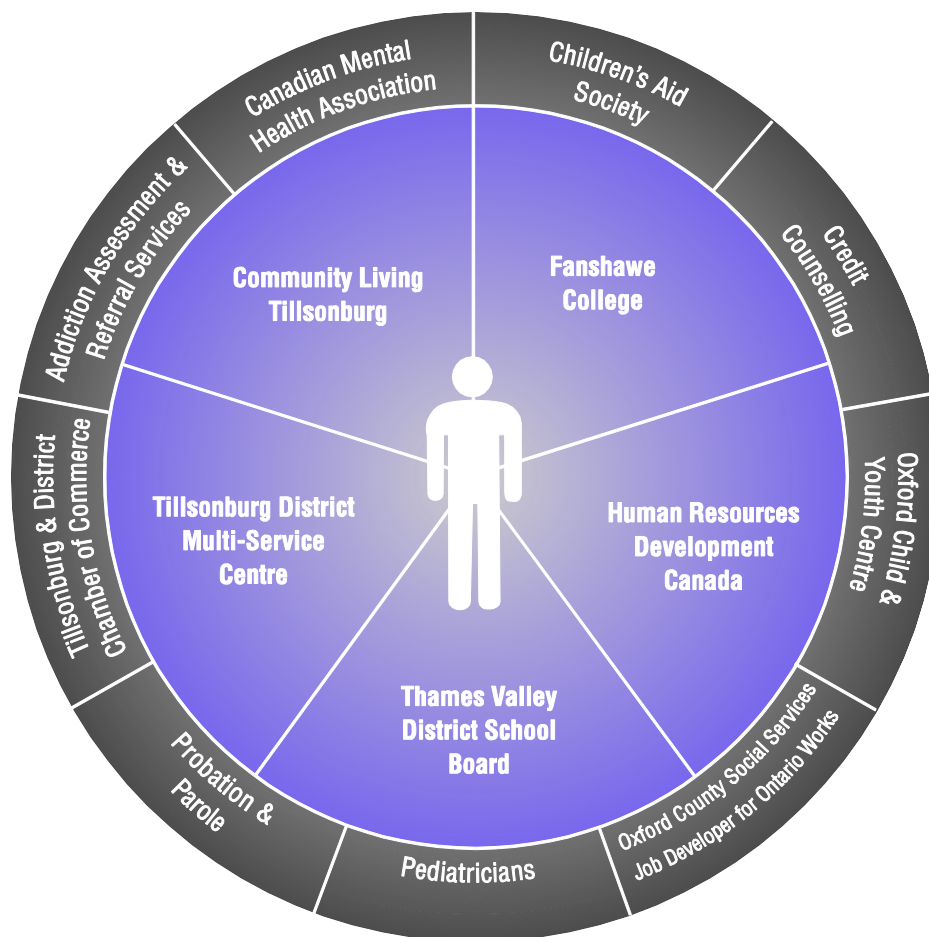 Canadian Mental
Health Association
Children's Aid
Society
Credit
Counselling
Oxford Child &
Youth Centre
Oxford County Social Services
Job Developer for Ontario Works
Pediatricians
Probation &
Parole
Tillsonburg & District
Chamber of Commerce
Addiction Assessment &
Referral Services
Community Living
Tillsonburg
Fanshawe
College
Human Resources
Development
Canada
Thames Valley
District School
Board
Tillsonburg District
Multi-Service
Centre